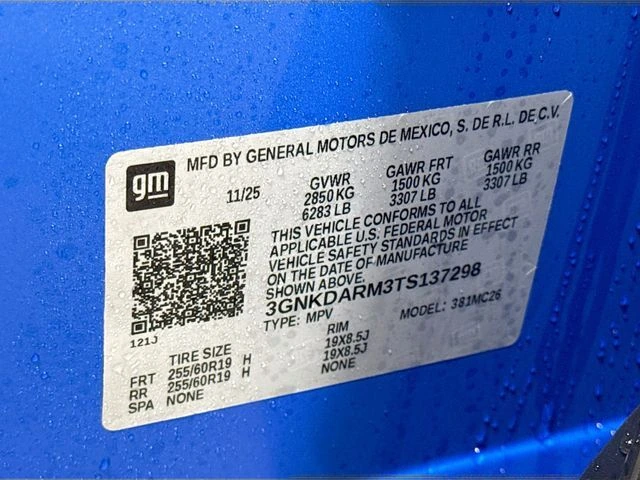 gm
MFD BY GENERAL MOTORS DE MEXICO, S. DE R.L. DE C.V.
11/25
GVWR GAWR FRT GAWR RR
2850 KG 1500 KG 1500 KG
6283 LB 3307 LB 3307 LB
THIS VEHICLE CONFORMS TO ALL
APPLICABLE U.S. FEDERAL MOTOR
VEHICLE SAFETY STANDARDS IN EFFECT
ON THE DATE OF MANUFACTURE
SHOWN ABOVE.
3GNKDARM3TS137298
TYPE: MPV MODEL: 381MC26
121J
TIRE SIZE RIM
FRT 255/60R19 H 19X8.5J
RR 255/60R19 H 19X8.5J
SPA NONE NONE